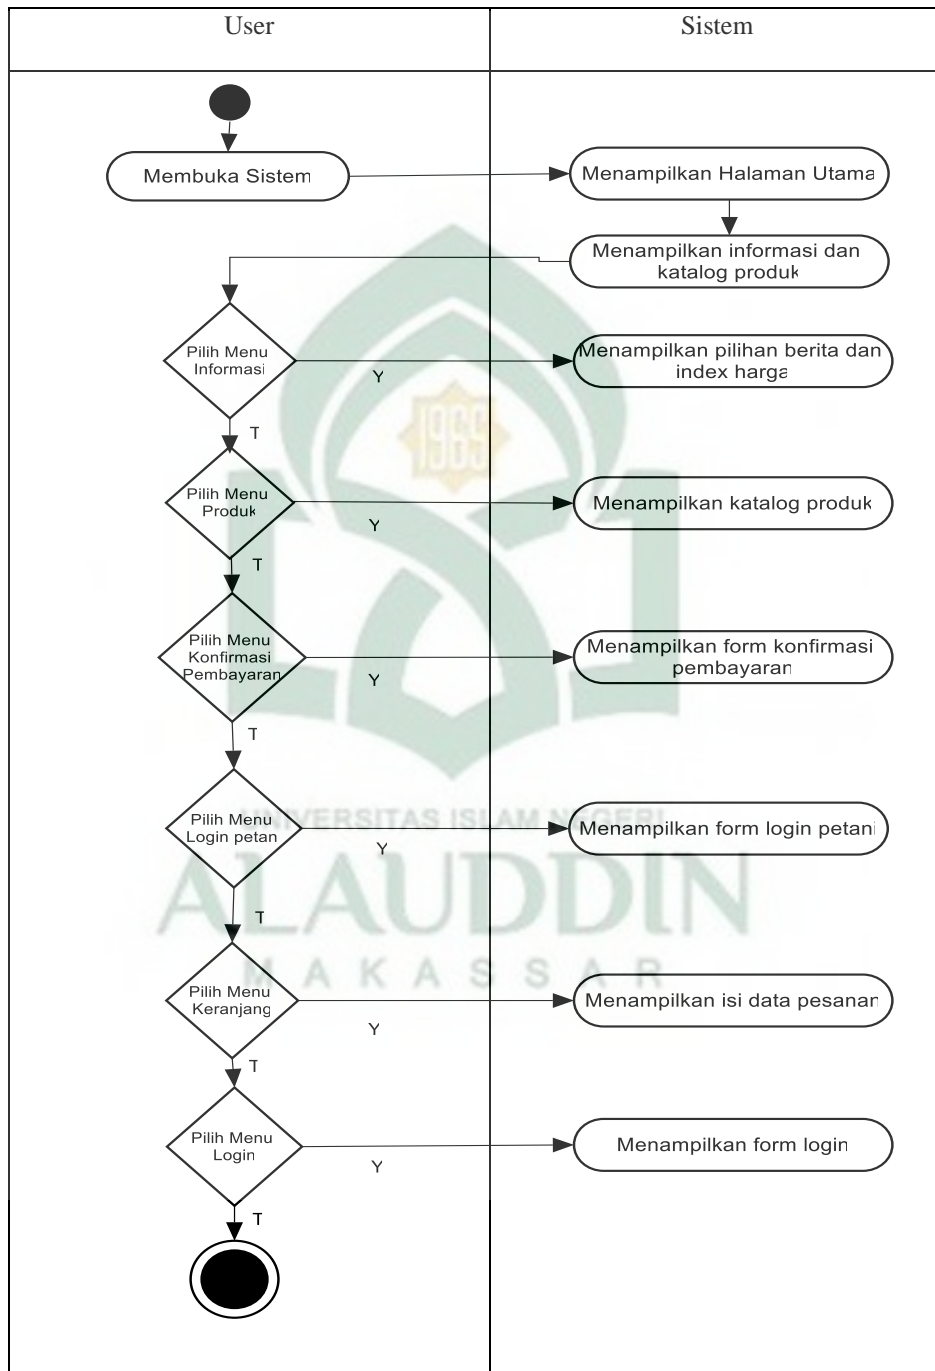 User
Sistem
Membuka Sistem
Menampilkan Halaman Utama
Menampilkan informasi dan
katalog produk
Pilih Menu
Informasi
Y
Menampilkan pilihan berita dan
index harga
T
1965
Pilih Menu
Produk
Y
Menampilkan katalog produk
T
Pilih Menu
Konfirmasi
Pembayaran
Y
Menampilkan form konfirmasi
pembayaran
T
UNIVERSITAS ISLAM NEGERI
Pilih Menu
Login petan
Y
Menampilkan form login petani
ALAUDDIN
T
MAKASSAR
Pilih Menu
Keranjang
Y
Menampilkan isi data pesanan
T
Pilih Menu
Login
Y
Menampilkan form login
T